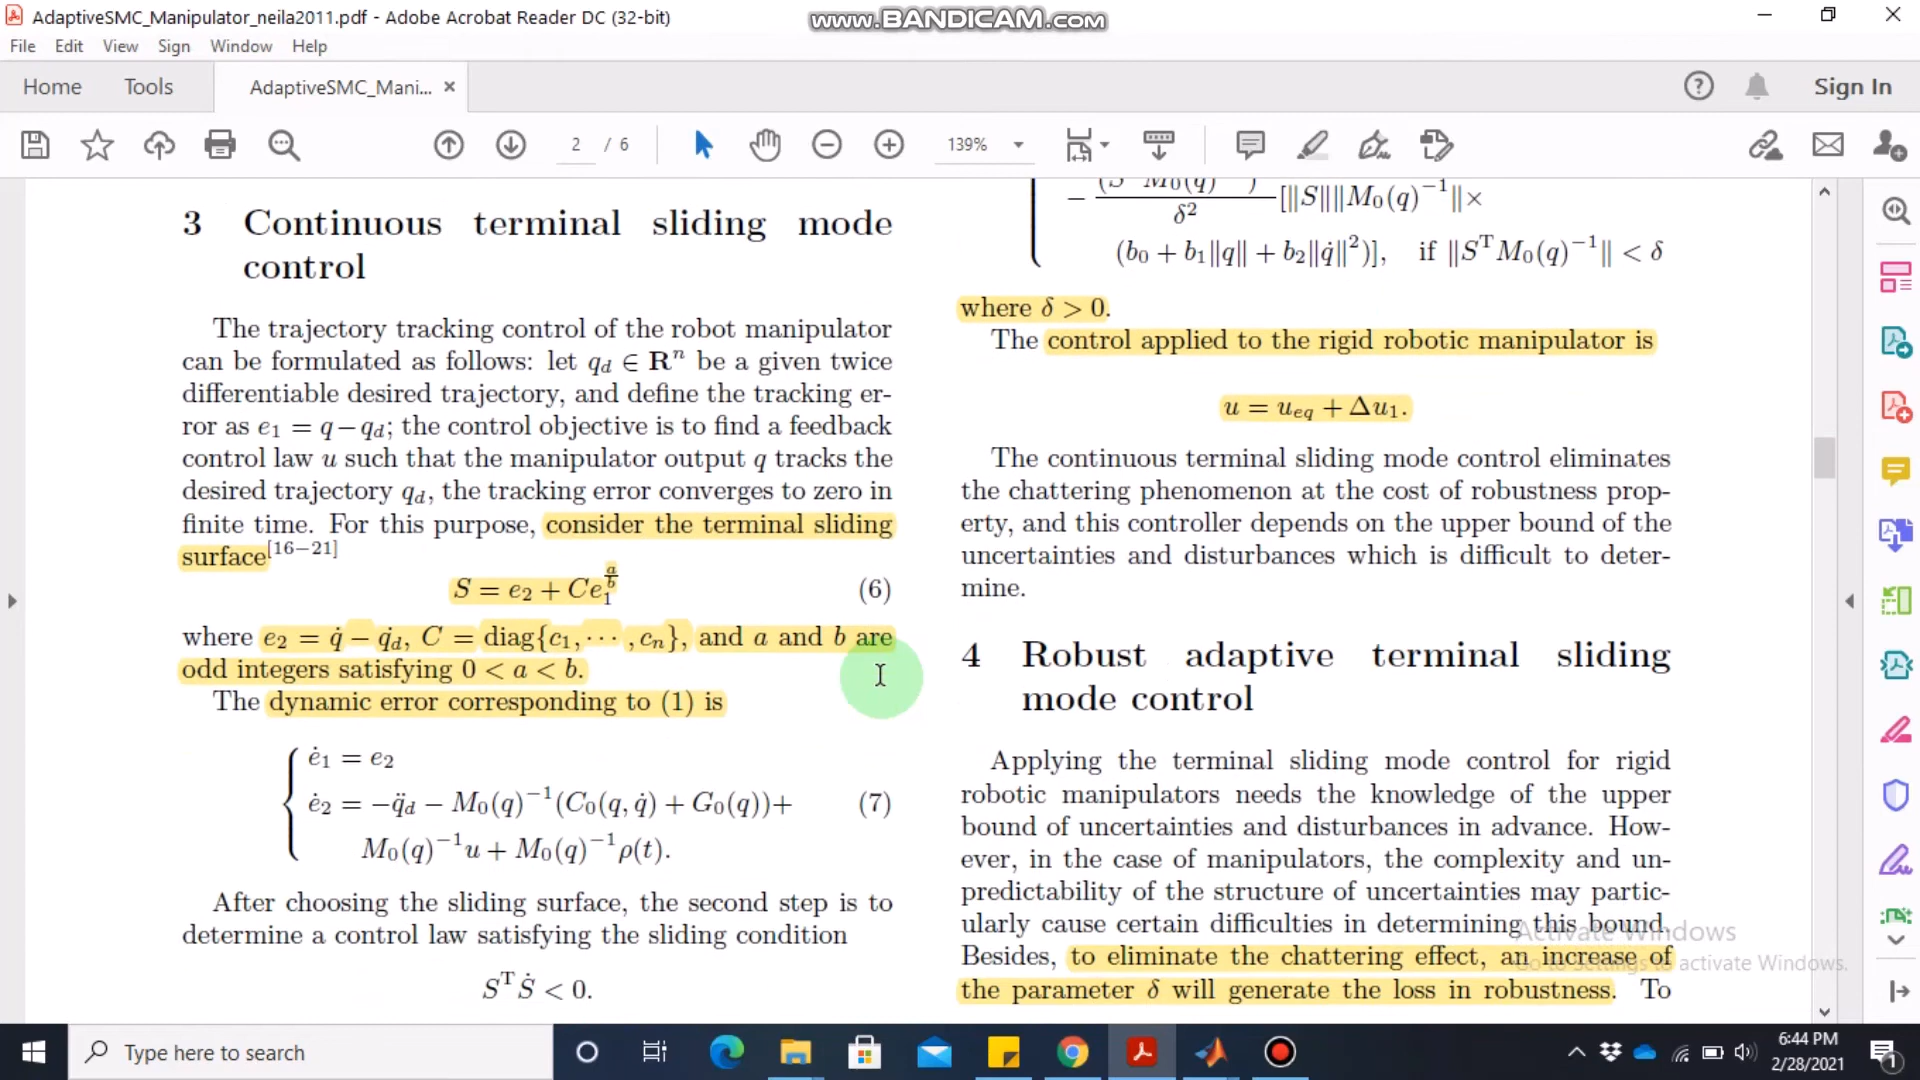 AdaptiveSMC_Manipulator_neila2011.pdf - Adobe Acrobat Reader DC (32-bit)
www.BANDICAM.com
File Edit View Sign Window Help
Home Tools AdaptiveSMC_Mani... ×
Sign In
2 / 6
139%
3 Continuous terminal sliding mode
control
The trajectory tracking control of the robot manipulator
can be formulated as follows: let q_d ∈ R^n be a given twice
differentiable desired trajectory, and define the tracking er-
ror as e_1 = q − q_d; the control objective is to find a feedback
control law u such that the manipulator output q tracks the
desired trajectory q_d, the tracking error converges to zero in
finite time. For this purpose, consider the terminal sliding
surface[16−21]
S = e_2 + Ce_1^{a/b} (6)
where e_2 = q̇ − q̇_d, C = diag{c_1, ⋯ , c_n}, and a and b are
odd integers satisfying 0 < a < b.
The dynamic error corresponding to (1) is
ė_1 = e_2
ė_2 = −q̈_d − M_0(q)^{−1}(C_0(q, q̇) + G_0(q))+ (7)
M_0(q)^{−1}u + M_0(q)^{−1}ρ(t).
After choosing the sliding surface, the second step is to
determine a control law satisfying the sliding condition
S^T Ṡ < 0.
δ^2 [‖S‖‖M_0(q)^{−1}‖×
(b_0 + b_1‖q‖ + b_2‖q̇‖^2)], if ‖S^T M_0(q)^{−1}‖ < δ
where δ > 0.
The control applied to the rigid robotic manipulator is
u = u_{eq} + Δu_1.
The continuous terminal sliding mode control eliminates
the chattering phenomenon at the cost of robustness prop-
erty, and this controller depends on the upper bound of the
uncertainties and disturbances which is difficult to deter-
mine.
4 Robust adaptive terminal sliding
mode control
Applying the terminal sliding mode control for rigid
robotic manipulators needs the knowledge of the upper
bound of uncertainties and disturbances in advance. How-
ever, in the case of manipulators, the complexity and un-
predictability of the structure of uncertainties may partic-
ularly cause certain difficulties in determining this bound.
Besides, to eliminate the chattering effect, an increase of
the parameter δ will generate the loss in robustness. To
Activate Windows
Go to Settings to activate Windows.
Type here to search
6:44 PM
2/28/2021
1